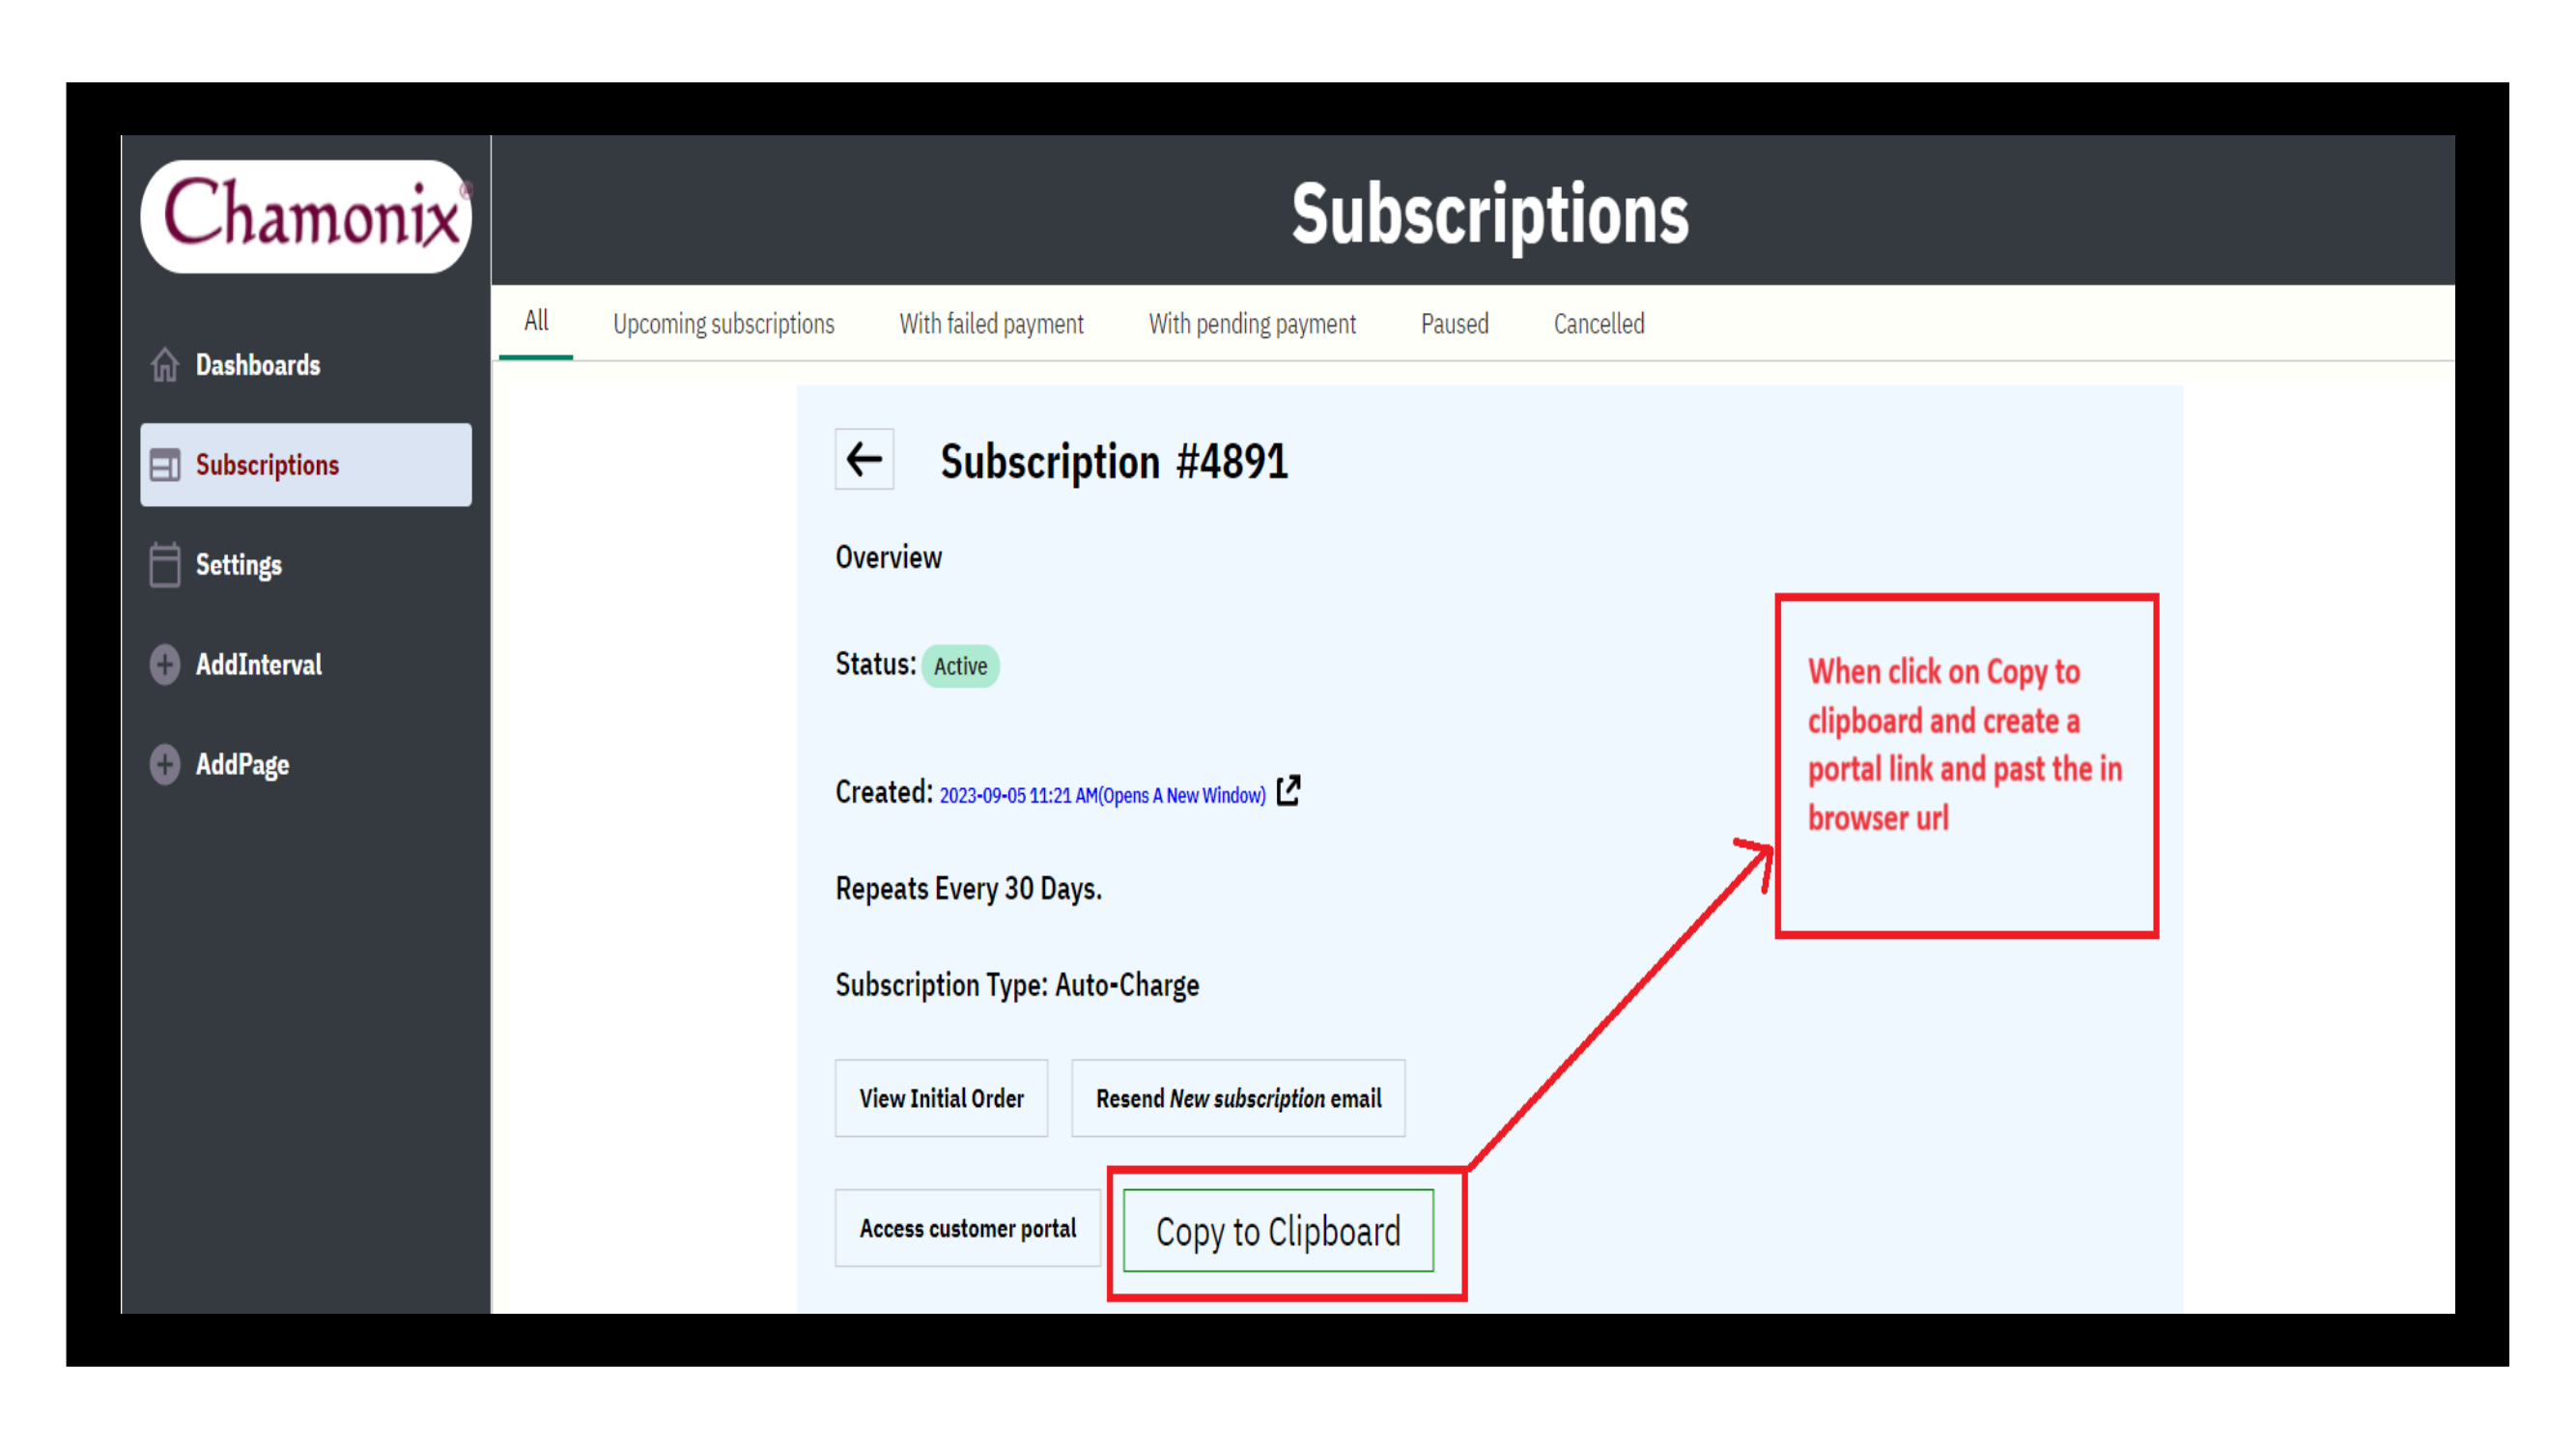 Chamonix®
Subscriptions
All Upcoming subscriptions With failed payment With pending payment Paused Cancelled
Dashboards
Subscriptions
Settings
AddInterval
AddPage
Subscription #4891
Overview
Status: Active
Created: 2023-09-05 11:21 AM(Opens A New Window)
Repeats Every 30 Days.
Subscription Type: Auto-Charge
View Initial Order Resend New subscription email
Access customer portal Copy to Clipboard
When click on Copy to
clipboard and create a
portal link and past the in
browser url